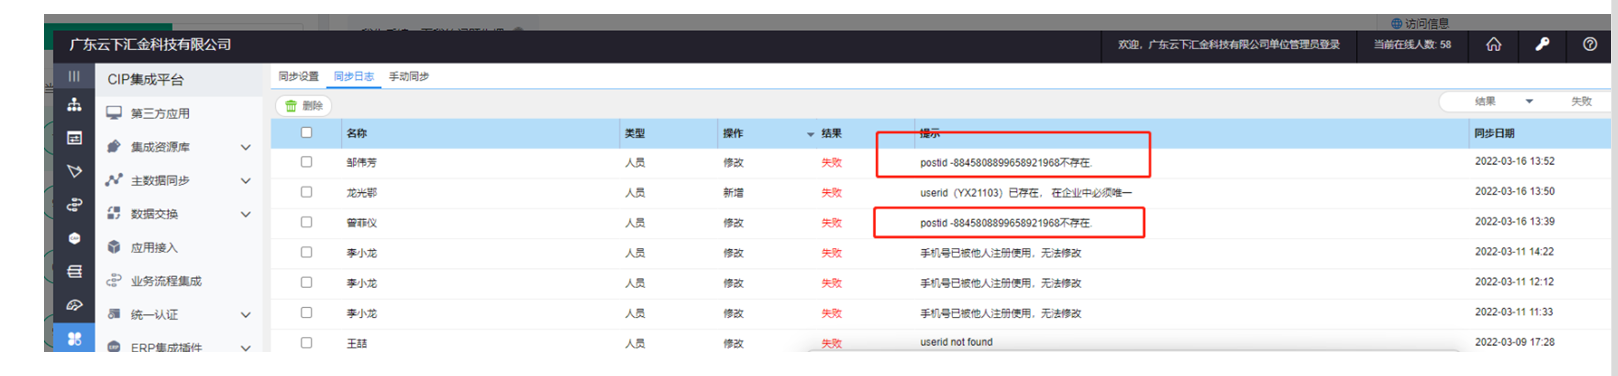 访问信息
广东云下汇金科技有限公司
欢迎，广东云下汇金科技有限公司单位管理员登录
当前在线人数: 58
CIP集成平台
同步设置 同步日志 手动同步
第三方应用
删除
结果 失败
集成资源库
名称 类型 操作 结果 提示 同步日期
主数据同步
邹伟芳 人员 修改 失败 postid -8845808899658921968不存在. 2022-03-16 13:52
龙光鄂 人员 新增 失败 userid（YX21103）已存在，在企业中必须唯一 2022-03-16 13:50
数据交换
曾菲仪 人员 修改 失败 postid -8845808899658921968不存在. 2022-03-16 13:39
应用接入
李小龙 人员 修改 失败 手机号已被他人注册使用，无法修改 2022-03-11 14:22
业务流程集成
李小龙 人员 修改 失败 手机号已被他人注册使用，无法修改 2022-03-11 12:12
统一认证
李小龙 人员 修改 失败 手机号已被他人注册使用，无法修改 2022-03-11 11:33
ERP集成插件
王喆 人员 修改 失败 userid not found 2022-03-09 17:28